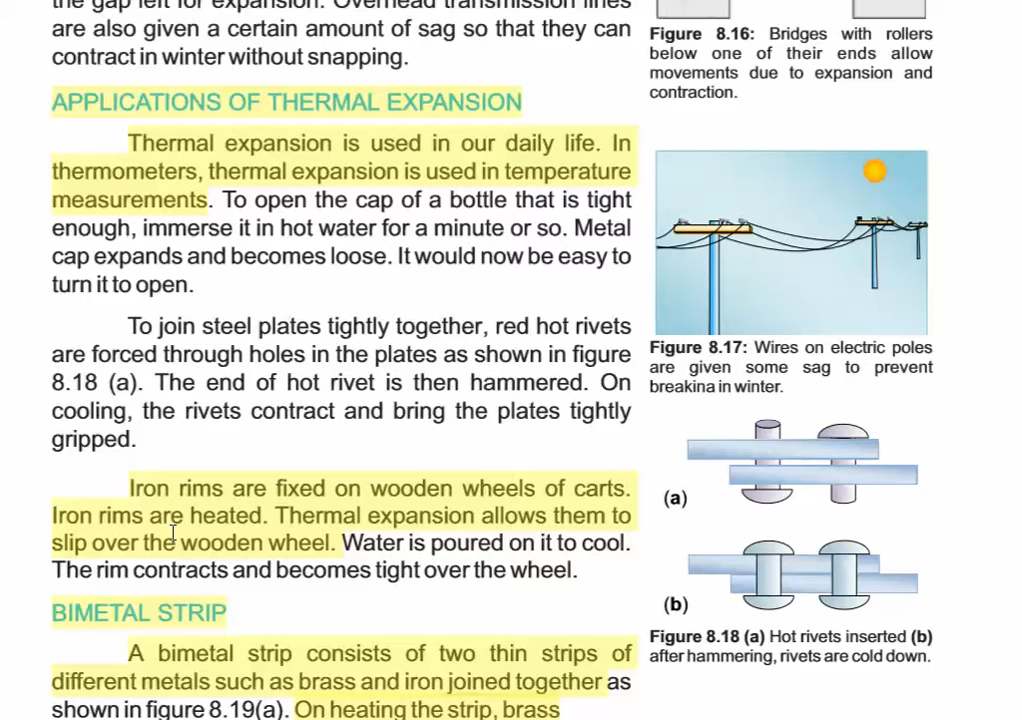 the gap left for expansion. Overhead transmission lines
are also given a certain amount of sag so that they can
contract in winter without snapping.
APPLICATIONS OF THERMAL EXPANSION
Thermal expansion is used in our daily life. In
thermometers, thermal expansion is used in temperature
measurements. To open the cap of a bottle that is tight
enough, immerse it in hot water for a minute or so. Metal
cap expands and becomes loose. It would now be easy to
turn it to open.
To join steel plates tightly together, red hot rivets
are forced through holes in the plates as shown in figure
8.18 (a). The end of hot rivet is then hammered. On
cooling, the rivets contract and bring the plates tightly
gripped.
Iron rims are fixed on wooden wheels of carts.
Iron rims are heated. Thermal expansion allows them to
slip over the wooden wheel. Water is poured on it to cool.
The rim contracts and becomes tight over the wheel.
BIMETAL STRIP
A bimetal strip consists of two thin strips of
different metals such as brass and iron joined together as
shown in figure 8.19(a). On heating the strip, brass
Figure 8.16: Bridges with rollers
below one of their ends allow
movements due to expansion and
contraction.
Figure 8.17: Wires on electric poles
are given some sag to prevent
breakina in winter.
(a)
(b)
Figure 8.18 (a) Hot rivets inserted (b)
after hammering, rivets are cold down.